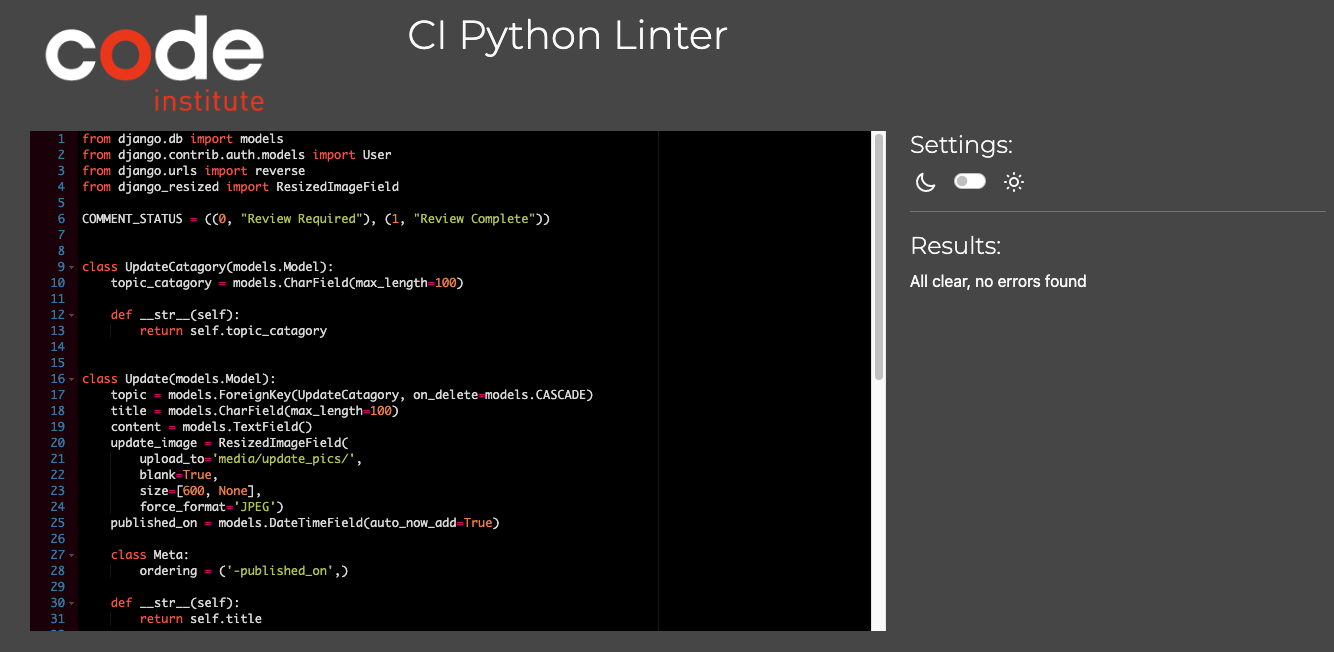 code
institute
CI Python Linter
1 from django.db import models
2 from django.contrib.auth.models import User
3 from django.urls import reverse
4 from django_resized import ResizedImageField
5
6 COMMENT_STATUS = ((0, "Review Required"), (1, "Review Complete"))
7
8
9 class UpdateCatagory(models.Model):
10     topic_catagory = models.CharField(max_length=100)
11
12     def __str__(self):
13         return self.topic_catagory
14
15
16 class Update(models.Model):
17     topic = models.ForeignKey(UpdateCatagory, on_delete=models.CASCADE)
18     title = models.CharField(max_length=100)
19     content = models.TextField()
20     update_image = ResizedImageField(
21         upload_to='media/update_pics/',
22         blank=True,
23         size=[600, None],
24         force_format='JPEG')
25     published_on = models.DateTimeField(auto_now_add=True)
26
27     class Meta:
28         ordering = ('-published_on',)
29
30     def __str__(self):
31         return self.title
Settings:
Results:
All clear, no errors found